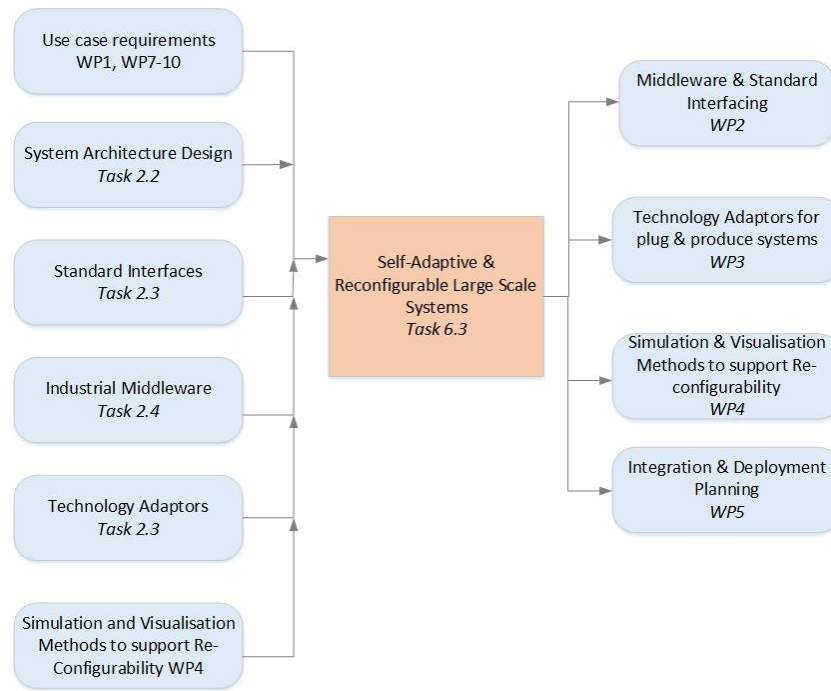 Use case requirements
WP1, WP7-10
System Architecture Design
Task 2.2
Standard Interfaces
Task 2.3
Industrial Middleware
Task 2.4
Technology Adaptors
Task 2.3
Simulation and Visualisation
Methods to support Re-
Configurability WP4
Self-Adaptive &
Reconfigurable Large Scale
Systems
Task 6.3
Middleware & Standard
Interfacing
WP2
Technology Adaptors for
plug & produce systems
WP3
Simulation & Visualisation
Methods to support Re-
configurability
WP4
Integration & Deployment
Planning
WP5